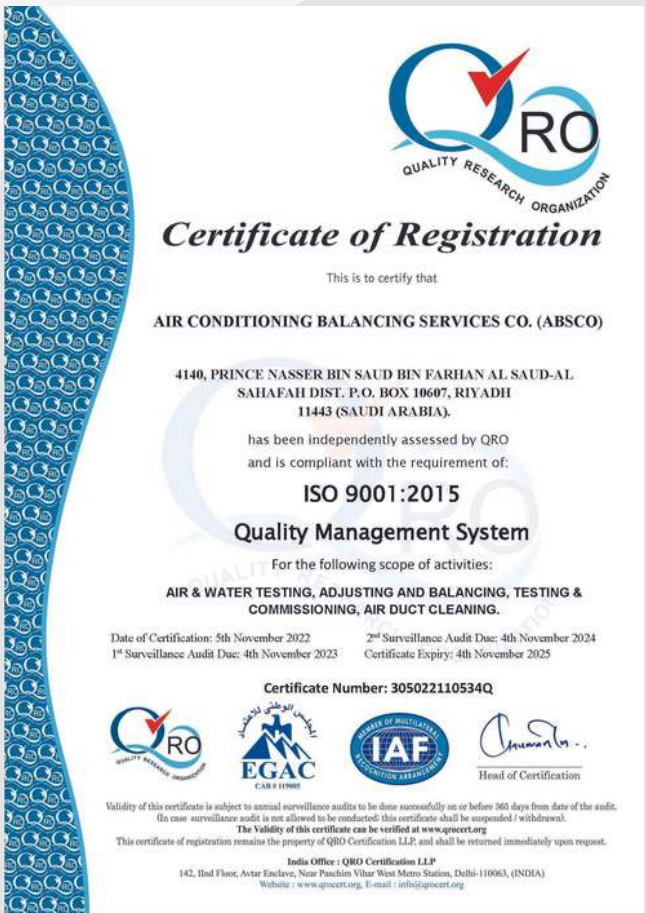 QRO
QUALITY RESEARCH ORGANIZATION
Certificate of Registration
This is to certify that
AIR CONDITIONING BALANCING SERVICES CO. (ABSCO)
4140, PRINCE NASSER BIN SAUD BIN FARHAN AL SAUD-AL
SAHAFAH DIST. P.O. BOX 10607, RIYADH
11443 (SAUDI ARABIA).
has been independently assessed by QRO
and is compliant with the requirement of:
ISO 9001:2015
Quality Management System
For the following scope of activities:
AIR & WATER TESTING, ADJUSTING AND BALANCING, TESTING &
COMMISSIONING, AIR DUCT CLEANING.
Date of Certification: 5th November 2022 2nd Surveillance Audit Due: 4th November 2024
1st Surveillance Audit Due: 4th November 2023 Certificate Expiry: 4th November 2025
Certificate Number: 305022110534Q
QRO
QUALITY RESEARCH ORGANIZATION
المجلس الوطني للاعتماد
EGAC
CAB # 119005
MEMBER OF MULTILATERAL
IAF
RECOGNITION ARRANGEMENT
Head of Certification
Validity of this certificate is subject to annual surveillance audits to be done successfully on or before 365 days from date of the audit.
(In case surveillance audit is not allowed to be conducted; this certificate shall be suspended / withdrawn).
The Validity of this certificate can be verified at www.qrocert.org
This certificate of registration remains the property of QRO Certification LLP, and shall be returned immediately upon request.
India Office : QRO Certification LLP
142, IInd Floor, Avtar Enclave, Near Paschim Vihar West Metro Station, Delhi-110063, (INDIA)
Website : www.qrocert.org, E-mail : info@qrocert.org